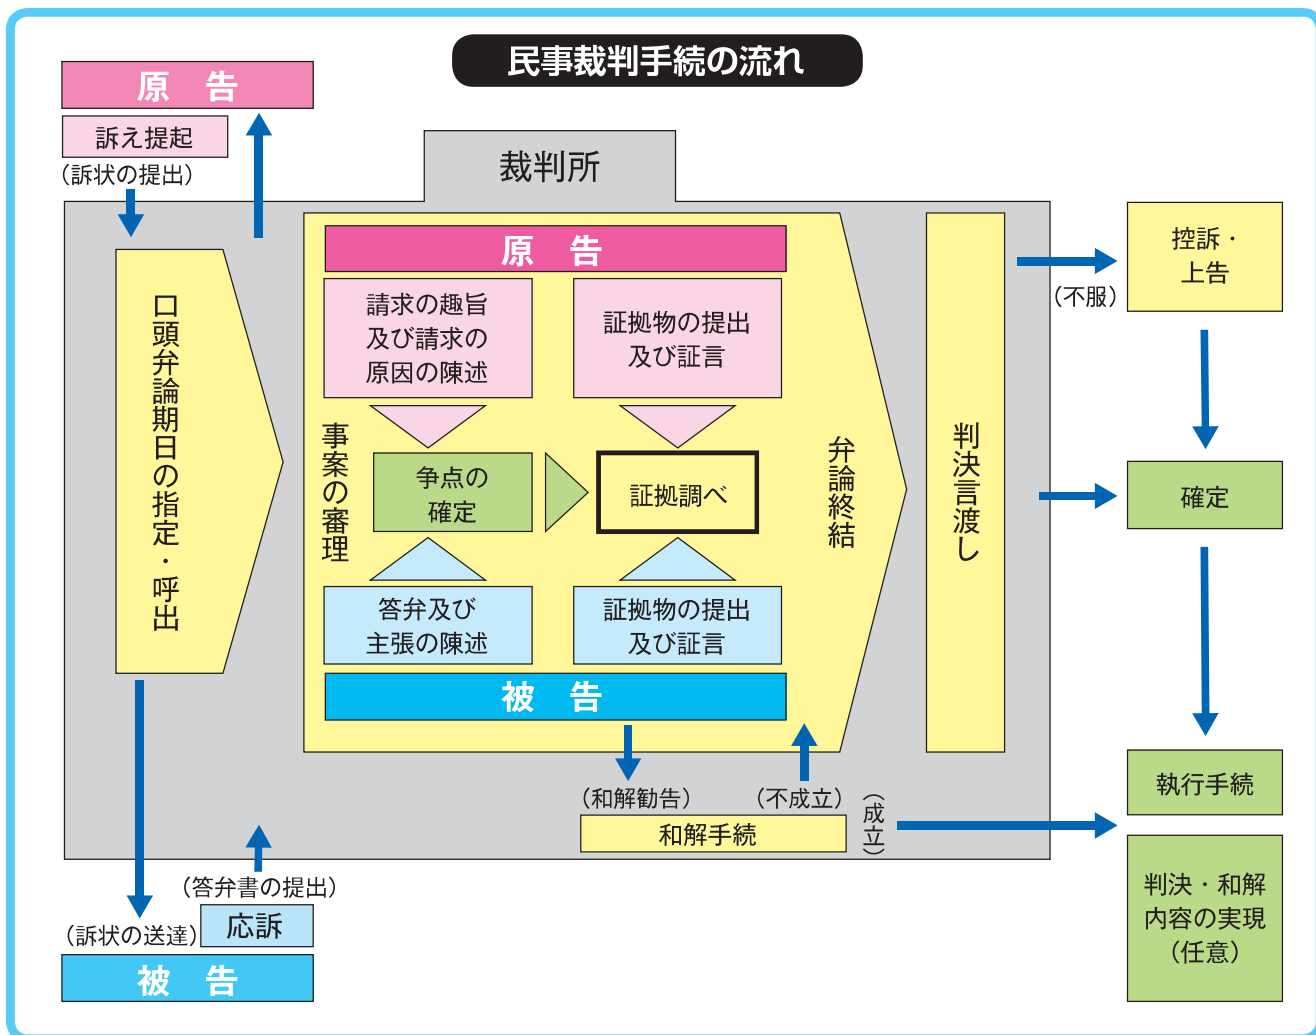 民事裁判手続の流れ
原　告
訴え提起
（訴状の提出）
裁判所
口頭弁論期日の指定・呼出
（訴状の送達）
（答弁書の提出）
応訴
被　告
事案の審理
原　告
請求の趣旨
及び請求の
原因の陳述
証拠物の提出
及び証言
争点の
確定
証拠調べ
答弁及び
主張の陳述
証拠物の提出
及び証言
被　告
弁論終結
（和解勧告）
（不成立）
和解手続
（成立）
判決言渡し
（不服）
控訴・
上告
確定
執行手続
判決・和解
内容の実現
（任意）